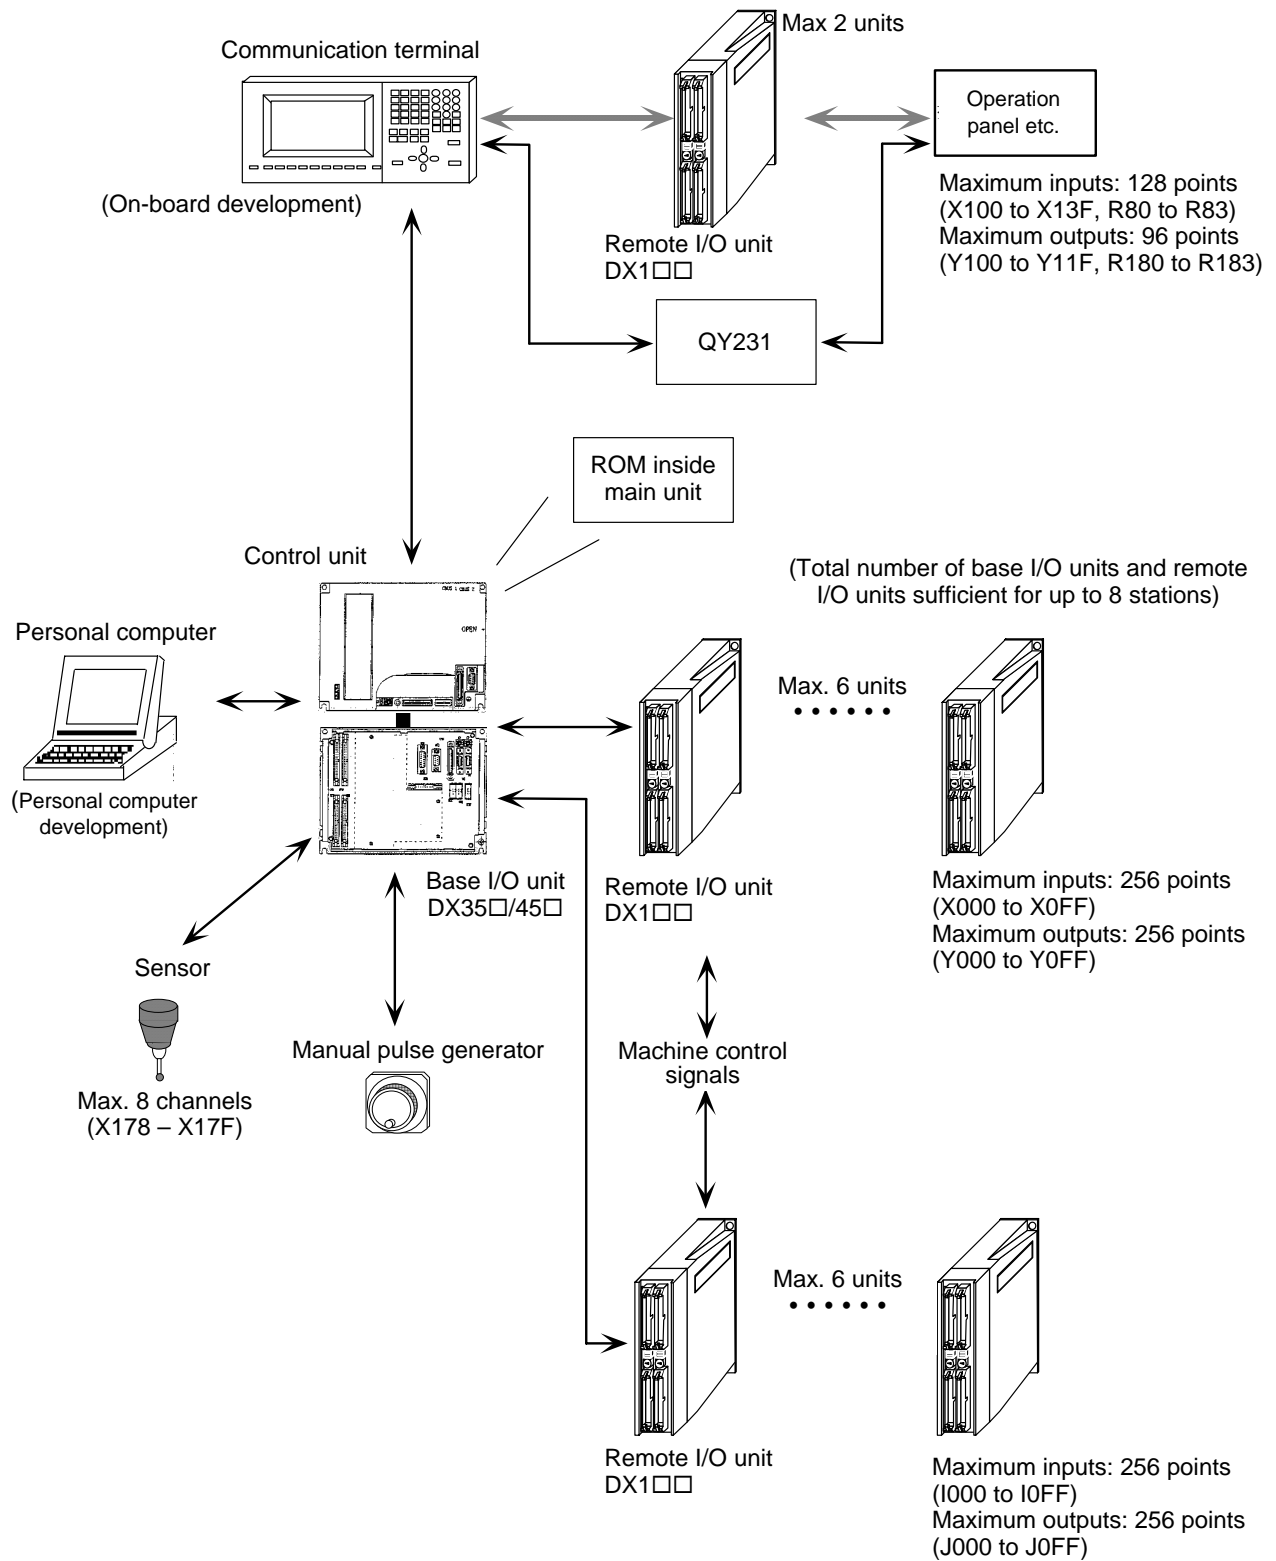 Max 2 units
Communication terminal
Operation
panel etc.
(On-board development)
Maximum inputs: 128 points
(X100 to X13F, R80 to R83)
Maximum outputs: 96 points
(Y100 to Y11F, R180 to R183)
Remote I/O unit
DX1□□
QY231
ROM inside
main unit
Control unit
(Total number of base I/O units and remote
I/O units sufficient for up to 8 stations)
OPEN
Personal computer
Max. 6 units
(Personal computer
development)
Base I/O unit
DX35□/45□
Remote I/O unit
DX1□□
Maximum inputs: 256 points
(X000 to X0FF)
Maximum outputs: 256 points
(Y000 to Y0FF)
Sensor
Manual pulse generator
Machine control
signals
Max. 8 channels
(X178 – X17F)
Max. 6 units
Remote I/O unit
DX1□□
Maximum inputs: 256 points
(I000 to I0FF)
Maximum outputs: 256 points
(J000 to J0FF)